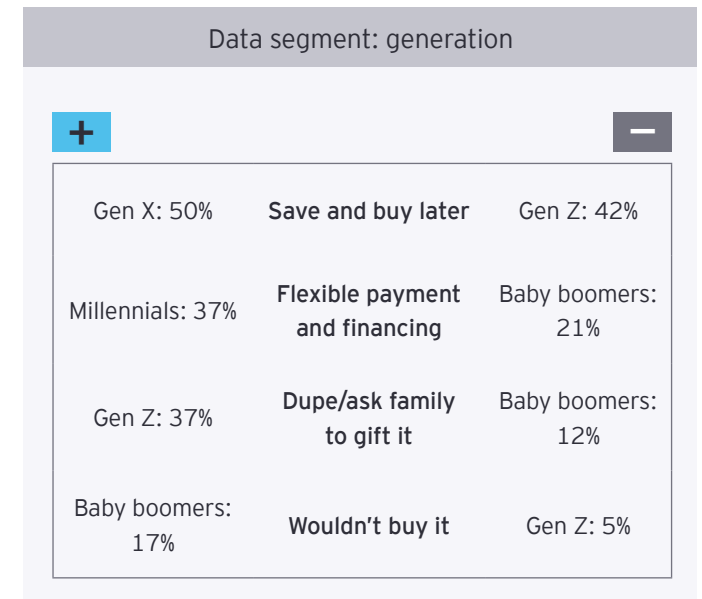 Data segment: generation
+
−
Gen X: 50%
Save and buy later
Gen Z: 42%
Millennials: 37%
Flexible payment
and financing
Baby boomers:
21%
Gen Z: 37%
Dupe/ask family
to gift it
Baby boomers:
12%
Baby boomers:
17%
Wouldn't buy it
Gen Z: 5%